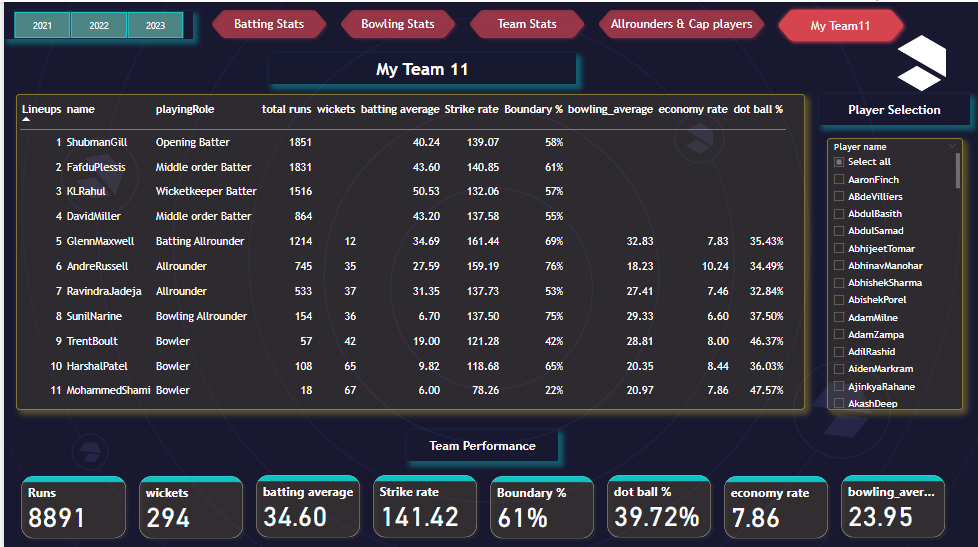 2021 2022 2023 Batting Stats Bowling Stats Team Stats Allrounders & Cap players My Team11
My Team 11
Lineups name playingRole total runs wickets batting average Strike rate Boundary % bowling_average economy rate dot ball %
1 ShubmanGill Opening Batter 1851 40.24 139.07 58%
2 FafduPlessis Middle order Batter 1831 43.60 140.85 61%
3 KLRahul Wicketkeeper Batter 1516 50.53 132.06 57%
4 DavidMiller Middle order Batter 864 43.20 137.58 55%
5 GlennMaxwell Batting Allrounder 1214 12 34.69 161.44 69% 32.83 7.83 35.43%
6 AndreRussell Allrounder 745 35 27.59 159.19 76% 18.23 10.24 34.49%
7 RavindraJadeja Allrounder 533 37 31.35 137.73 53% 27.41 7.46 32.84%
8 SunilNarine Bowling Allrounder 154 36 6.70 137.50 75% 29.33 6.60 37.50%
9 TrentBoult Bowler 57 42 19.00 121.28 42% 28.81 8.00 46.37%
10 HarshalPatel Bowler 108 65 9.82 118.68 65% 20.35 8.44 36.03%
11 MohammedShami Bowler 18 67 6.00 78.26 22% 20.97 7.86 47.57%
Player Selection
Player name
Select all
AaronFinch
ABdeVilliers
AbdulBasith
AbdulSamad
AbhijeetTomar
AbhinavManohar
AbhishekSharma
AbishekPorel
AdamMilne
AdamZampa
AdilRashid
AidenMarkram
AjinkyaRahane
AkashDeep
Team Performance
Runs
8891
wickets
294
batting average
34.60
Strike rate
141.42
Boundary %
61%
dot ball %
39.72%
economy rate
7.86
bowling_aver...
23.95